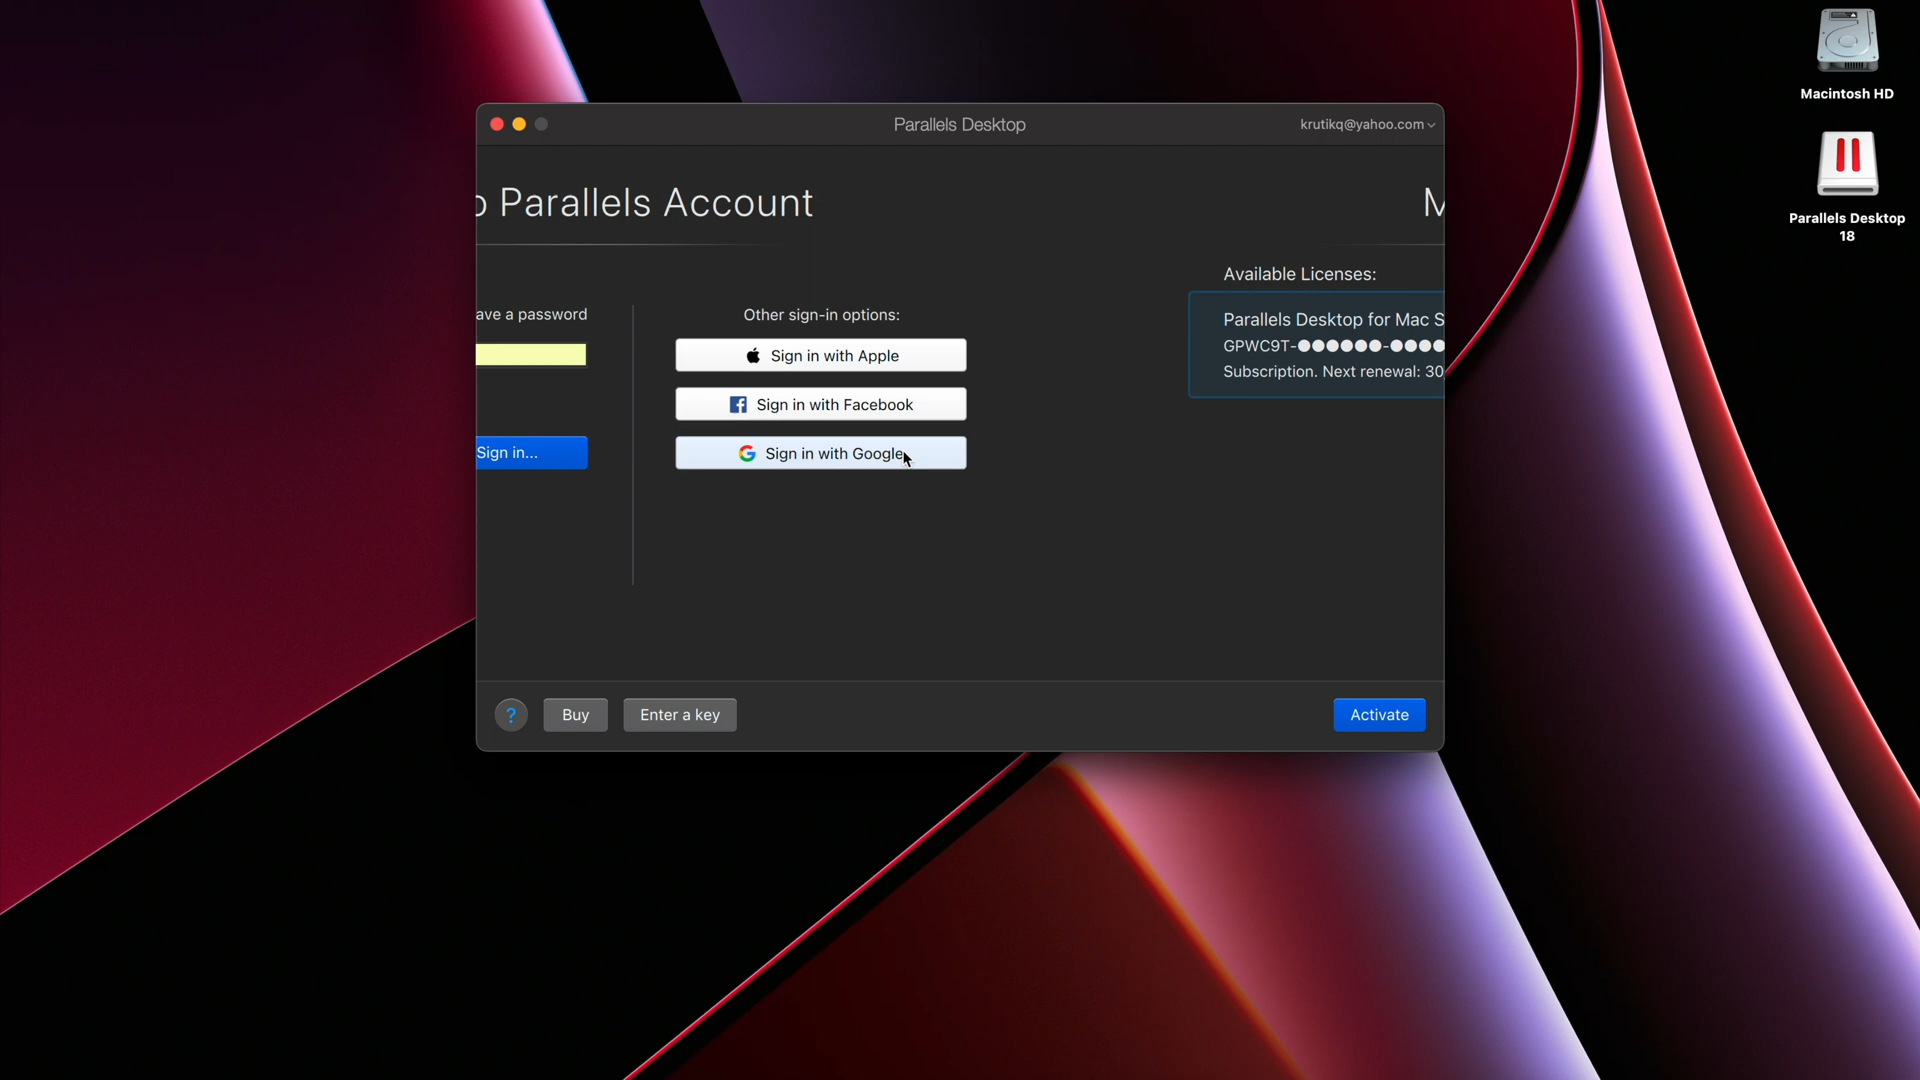 Macintosh HD
Parallels Desktop
18
Parallels Desktop
krutikq@yahoo.com
Parallels Account
Available Licenses:
ave a password
Other sign-in options:
Sign in with Apple
Sign in with Facebook
Sign in with Google
Sign in...
Parallels Desktop for Mac S
GPWC9T-●●●●●●-●●●●
Subscription. Next renewal: 30
?
Buy
Enter a key
Activate